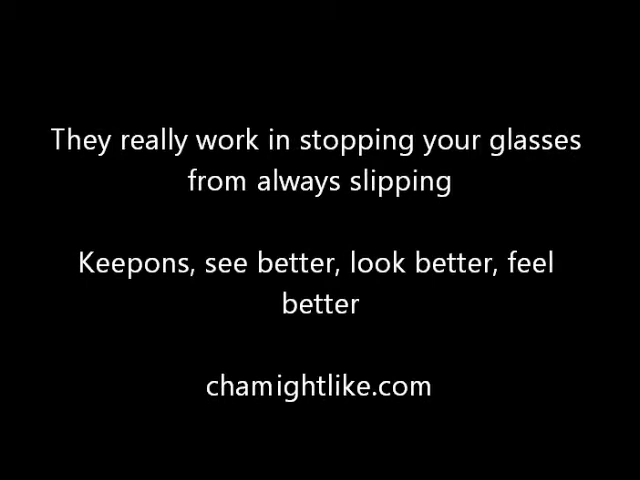 They really work in stopping your glasses
from always slipping
Keepons, see better, look better, feel
better
chamightlike.com